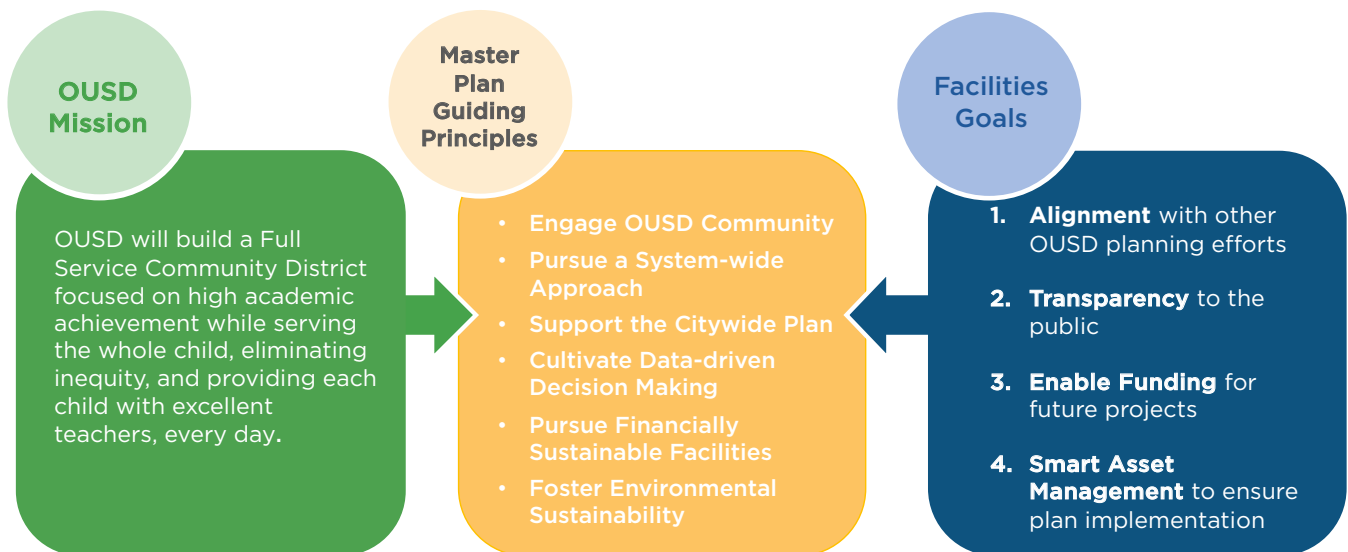 OUSD
Mission
OUSD will build a Full
Service Community District
focused on high academic
achievement while serving
the whole child, eliminating
inequity, and providing each
child with excellent
teachers, every day.
Master
Plan
Guiding
Principles
• Engage OUSD Community
• Pursue a System-wide
Approach
• Support the Citywide Plan
• Cultivate Data-driven
Decision Making
• Pursue Financially
Sustainable Facilities
• Foster Environmental
Sustainability
Facilities
Goals
1. Alignment with other
OUSD planning efforts
2. Transparency to the
public
3. Enable Funding for
future projects
4. Smart Asset
Management to ensure
plan implementation